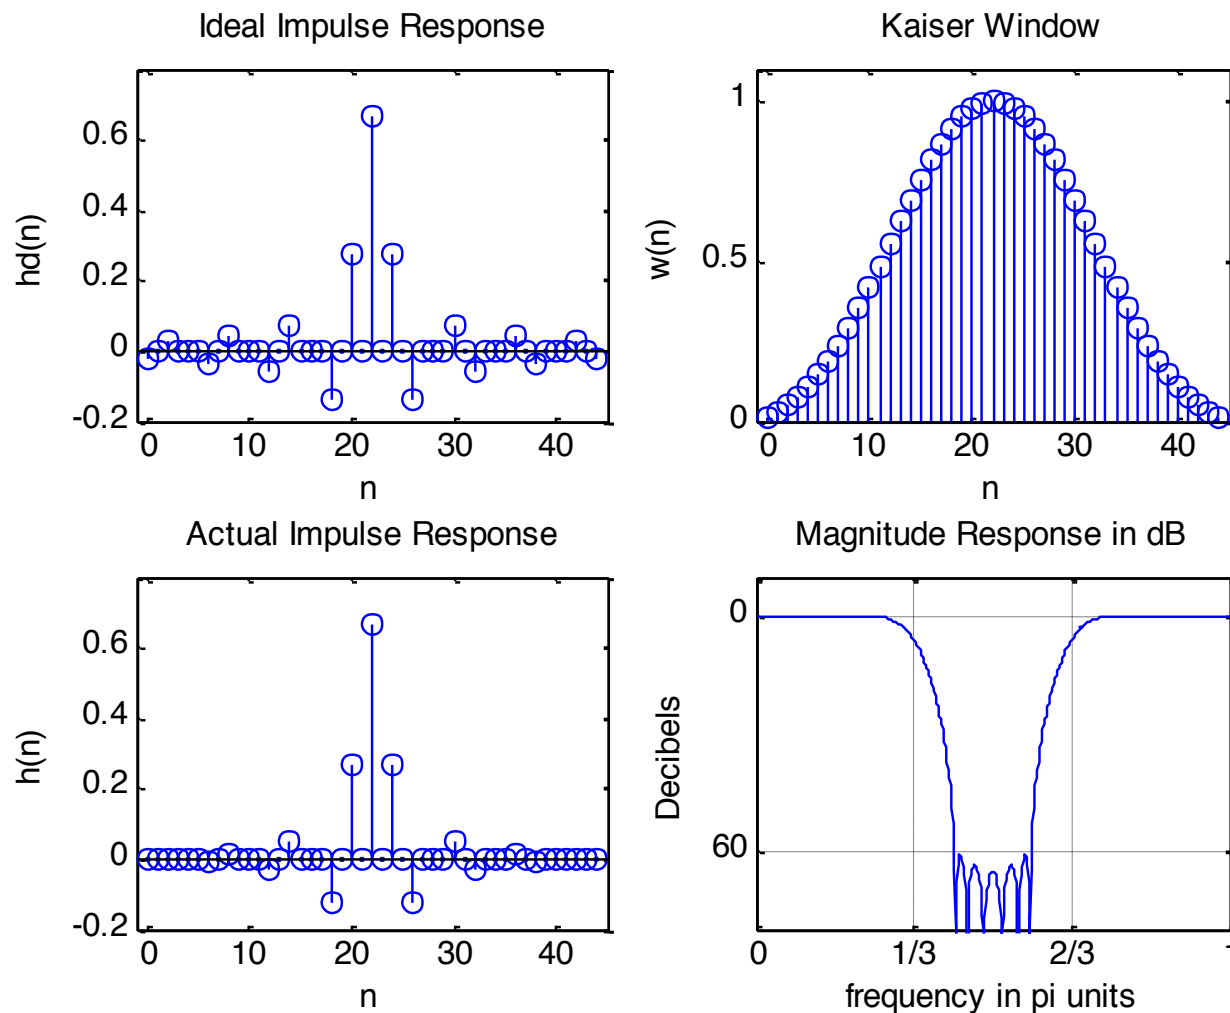 Ideal Impulse Response
hd(n)
0.6
0.4
0.2
0
-0.2
0 10 20 30 40
n
Kaiser Window
w(n)
1
0.5
0
0 10 20 30 40
n
Actual Impulse Response
h(n)
0.6
0.4
0.2
0
-0.2
0 10 20 30 40
n
Magnitude Response in dB
Decibels
0
60
0 1/3 2/3
frequency in pi units